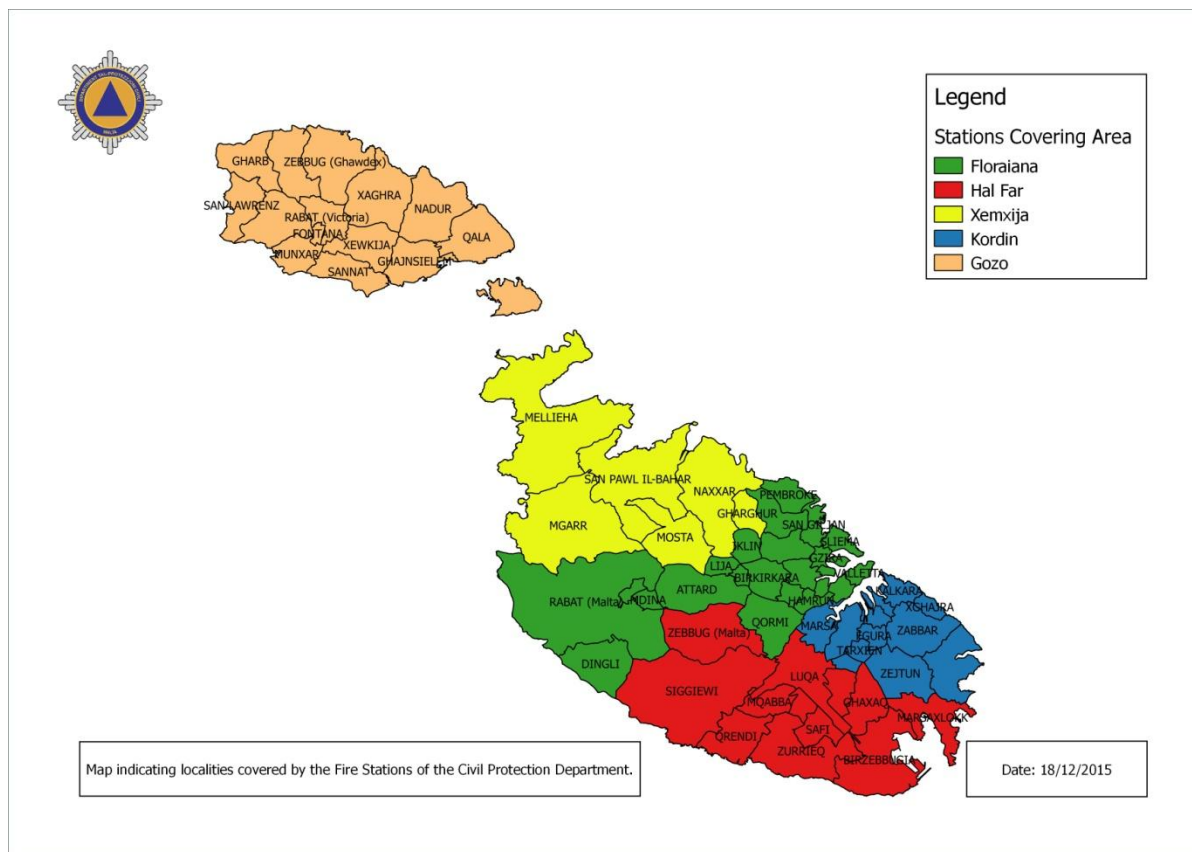 Legend
Stations Covering Area
Floraiana
Hal Far
Xemxija
Kordin
Gozo
GHARB
ZEBBUG (Ghawdex)
XAGHRA
SAN LAWRENZ
NADUR
RABAT (Victoria)
FONTANA
QALA
XEWKIJA
MUNXAR
GHAJNSIELEM
SANNAT
MELLIEHA
SAN PAWL IL-BAHAR
NAXXAR
PEMBROKE
GHARGHUR
MGARR
SAN GILJAN
MOSTA
IKLIN
SLIEMA
GZIRA
LIJA
VALLETTA
BIRKIRKARA
ATTARD
KALKARA
RABAT (Malta)
MDINA
HAMRUN
XGHAJRA
QORMI
MARSA
ZEBBUG (Malta)
FGURA
ZABBAR
TARXIEN
DINGLI
LUQA
ZEJTUN
SIGGIEWI
MQABBA
GHAXAQ
MARSAXLOKK
QRENDI
SAFI
ZURRIEQ
BIRZEBBUGIA
Map indicating localities covered by the Fire Stations of the Civil Protection Department.
Date: 18/12/2015